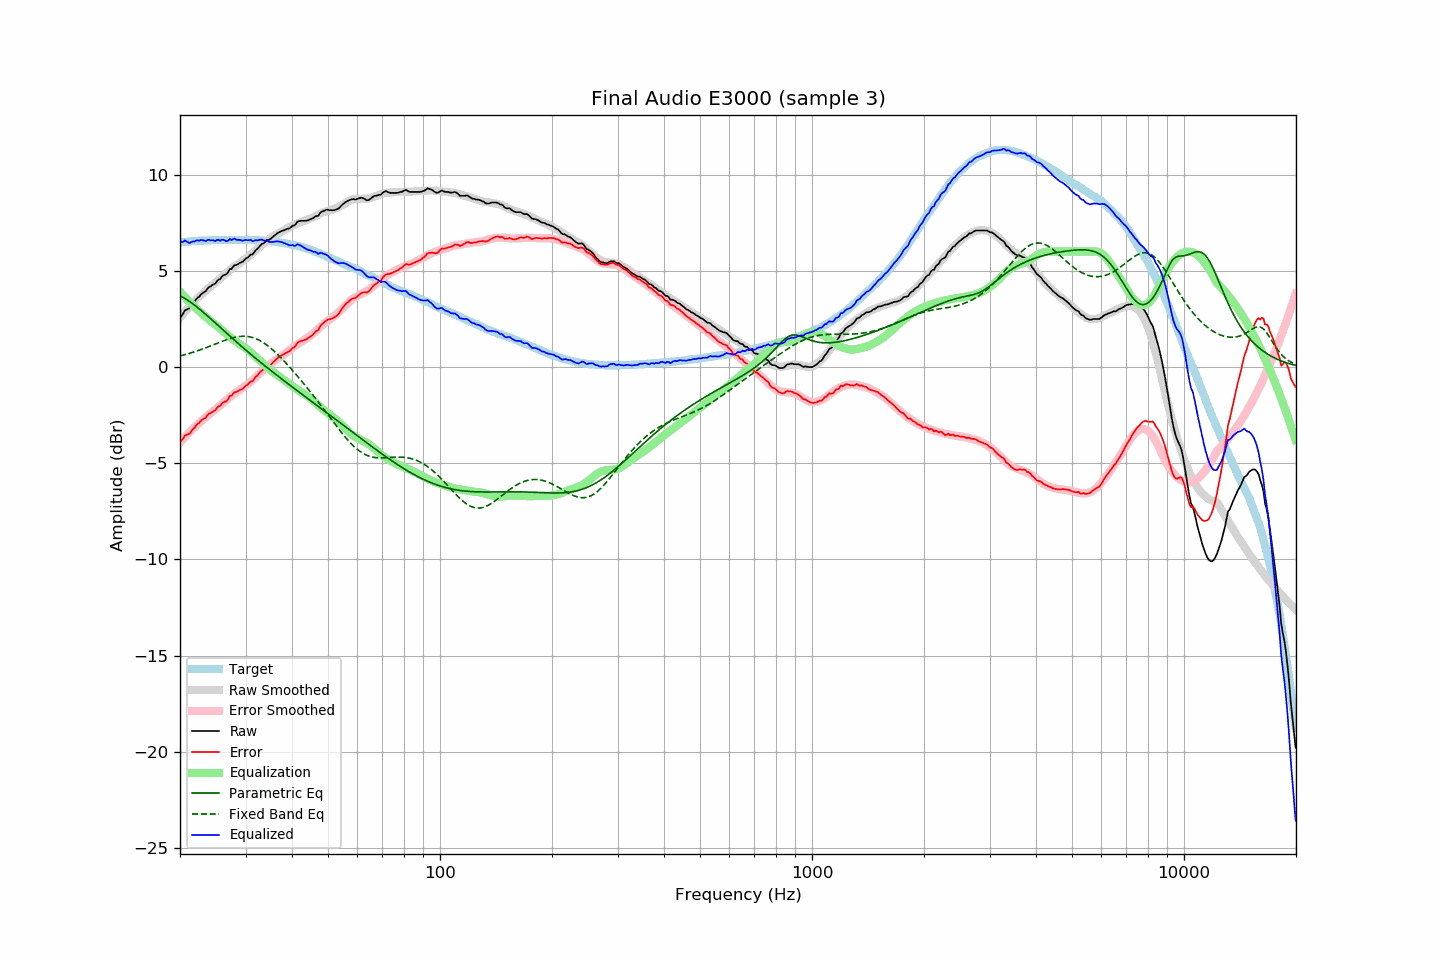 Final Audio E3000 (sample 3)
10
5
0
−5
−10
−15
−20
−25
Amplitude (dBr)
Target
Raw Smoothed
Error Smoothed
Raw
Error
Equalization
Parametric Eq
Fixed Band Eq
Equalized
100
1000
10000
Frequency (Hz)